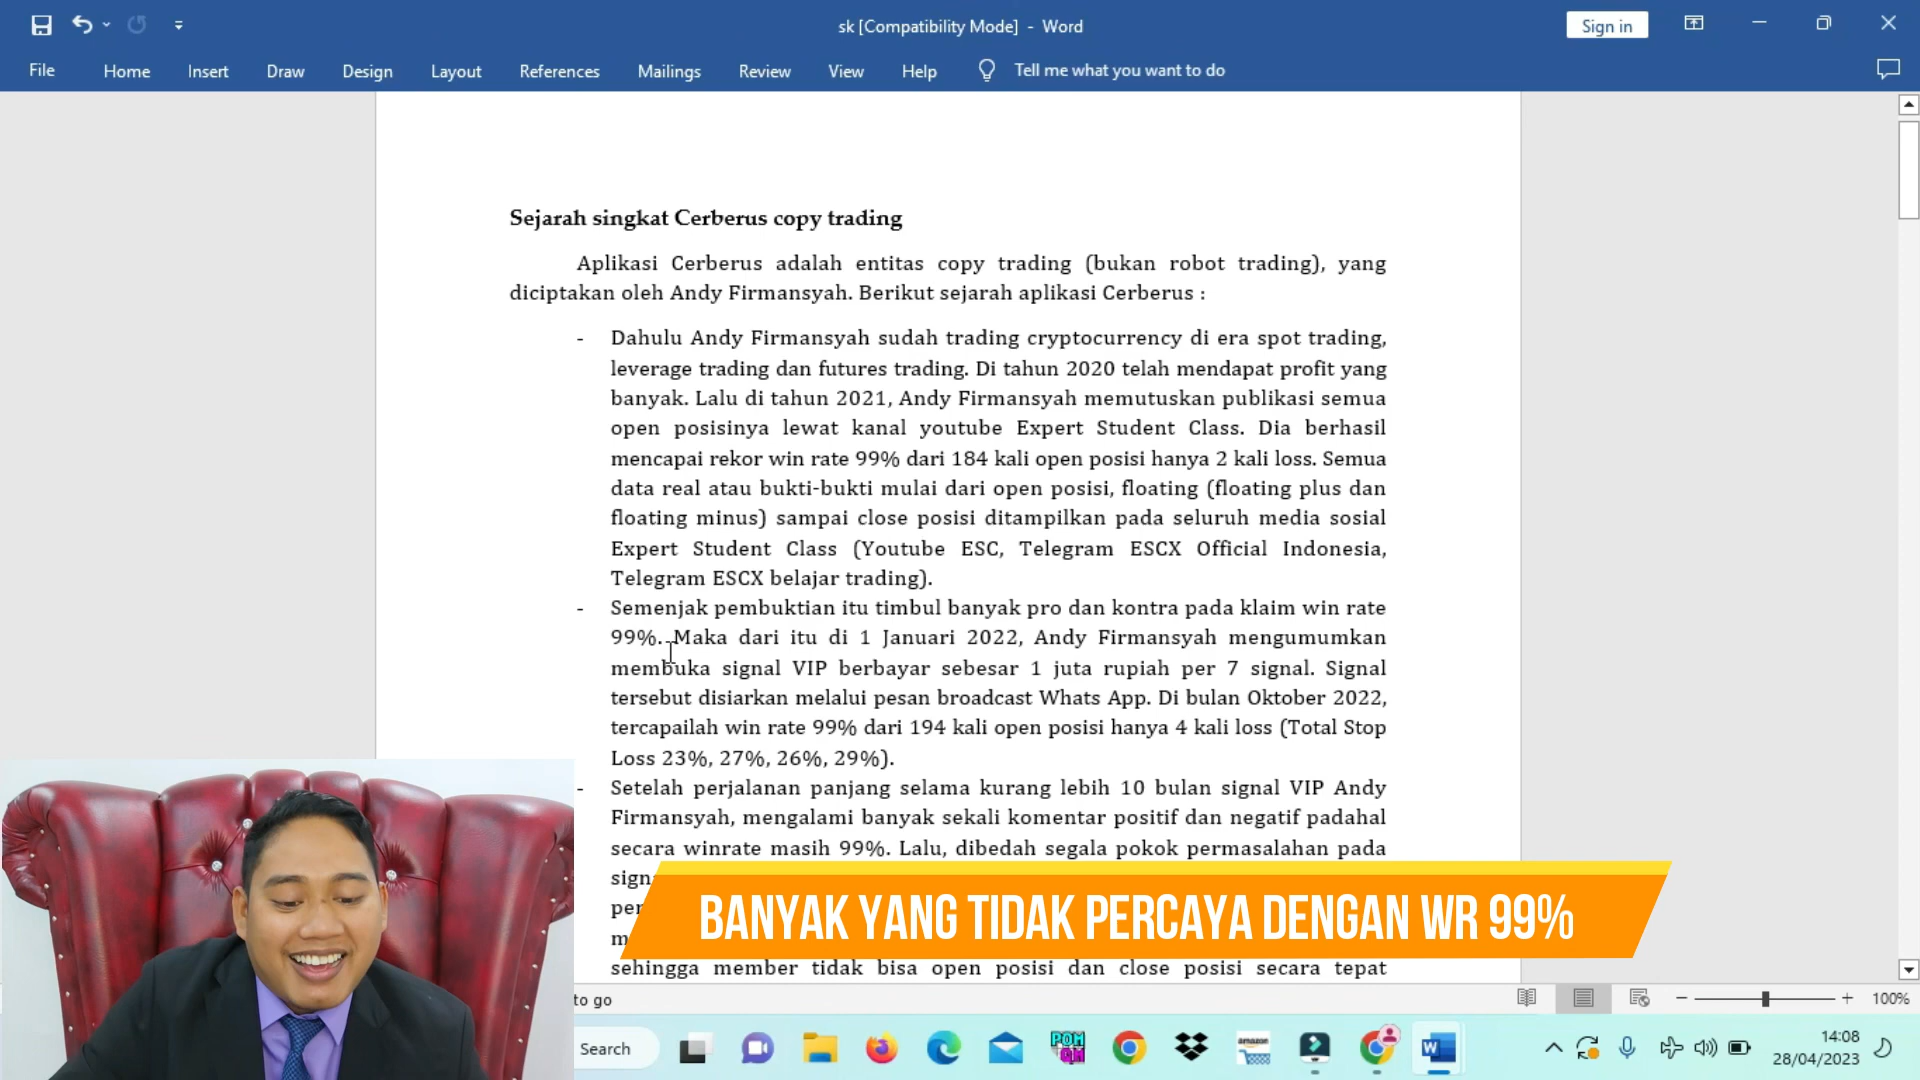 sk [Compatibility Mode] - Word
Sign in
File Home Insert Draw Design Layout References Mailings Review View Help Tell me what you want to do
Sejarah singkat Cerberus copy trading
Aplikasi Cerberus adalah entitas copy trading (bukan robot trading), yang
diciptakan oleh Andy Firmansyah. Berikut sejarah aplikasi Cerberus :
- Dahulu Andy Firmansyah sudah trading cryptocurrency di era spot trading,
leverage trading dan futures trading. Di tahun 2020 telah mendapat profit yang
banyak. Lalu di tahun 2021, Andy Firmansyah memutuskan publikasi semua
open posisinya lewat kanal youtube Expert Student Class. Dia berhasil
mencapai rekor win rate 99% dari 184 kali open posisi hanya 2 kali loss. Semua
data real atau bukti-bukti mulai dari open posisi, floating (floating plus dan
floating minus) sampai close posisi ditampilkan pada seluruh media sosial
Expert Student Class (Youtube ESC, Telegram ESCX Official Indonesia,
Telegram ESCX belajar trading).
- Semenjak pembuktian itu timbul banyak pro dan kontra pada klaim win rate
99%. Maka dari itu di 1 Januari 2022, Andy Firmansyah mengumumkan
membuka signal VIP berbayar sebesar 1 juta rupiah per 7 signal. Signal
tersebut disiarkan melalui pesan broadcast Whats App. Di bulan Oktober 2022,
tercapailah win rate 99% dari 194 kali open posisi hanya 4 kali loss (Total Stop
Loss 23%, 27%, 26%, 29%).
- Setelah perjalanan panjang selama kurang lebih 10 bulan signal VIP Andy
Firmansyah, mengalami banyak sekali komentar positif dan negatif padahal
secara winrate masih 99%. Lalu, dibedah segala pokok permasalahan pada
BANYAK YANG TIDAK PERCAYA DENGAN WR 99%
sehingga member tidak bisa open posisi dan close posisi secara tepat
to go
100%
Search
amazon
14:08
28/04/2023